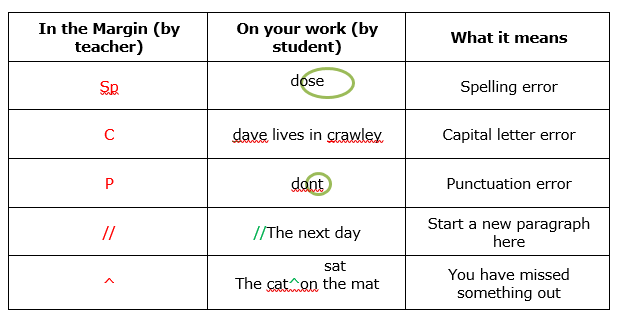 In the Margin (by teacher)
On your work (by student)
What it means
Sp
dose
Spelling error
C
dave lives in crawley
Capital letter error
P
dont
Punctuation error
//
//The next day
Start a new paragraph here
^
sat
The cat^on the mat
You have missed something out